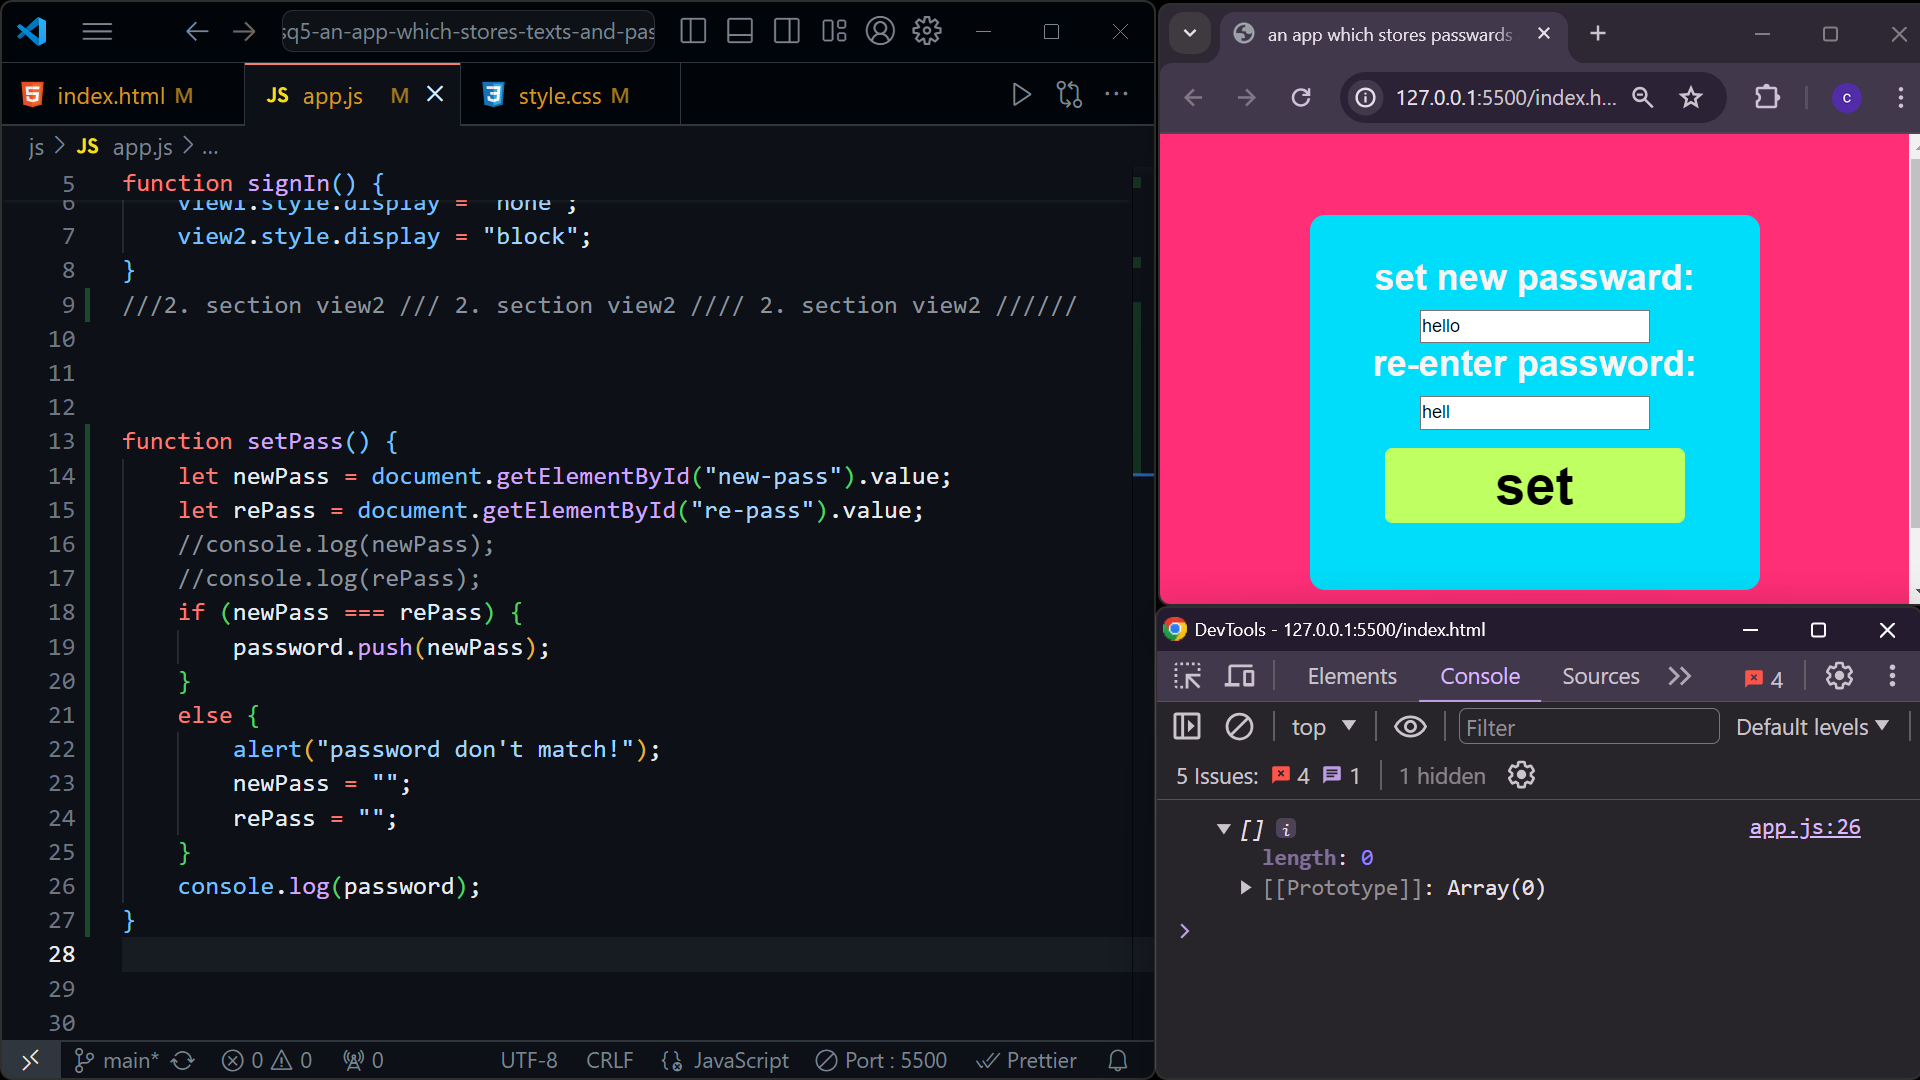 sq5-an-app-which-stores-texts-and-pas
index.html M
JS app.js M
style.css M
js > JS app.js > ...
5 function signIn() {
6 view1.style.display = "none";
7 view2.style.display = "block";
8 }
9 ///2. section view2 /// 2. section view2 //// 2. section view2 //////
10
11
12
13 function setPass() {
14 let newPass = document.getElementById("new-pass").value;
15 let rePass = document.getElementById("re-pass").value;
16 //console.log(newPass);
17 //console.log(rePass);
18 if (newPass === rePass) {
19 password.push(newPass);
20 }
21 else {
22 alert("password don't match!");
23 newPass = "";
24 rePass = "";
25 }
26 console.log(password);
27 }
28
29
30
main* 0 0 0 UTF-8 CRLF JavaScript Port : 5500 Prettier
an app which stores passwards
127.0.0.1:5500/index.h... c
set new passward:
hello
re-enter password:
hell
set
DevTools - 127.0.0.1:5500/index.html
Elements Console Sources 4
top Filter Default levels
5 Issues: 4 1 1 hidden
[] i app.js:26
length: 0
[[Prototype]]: Array(0)